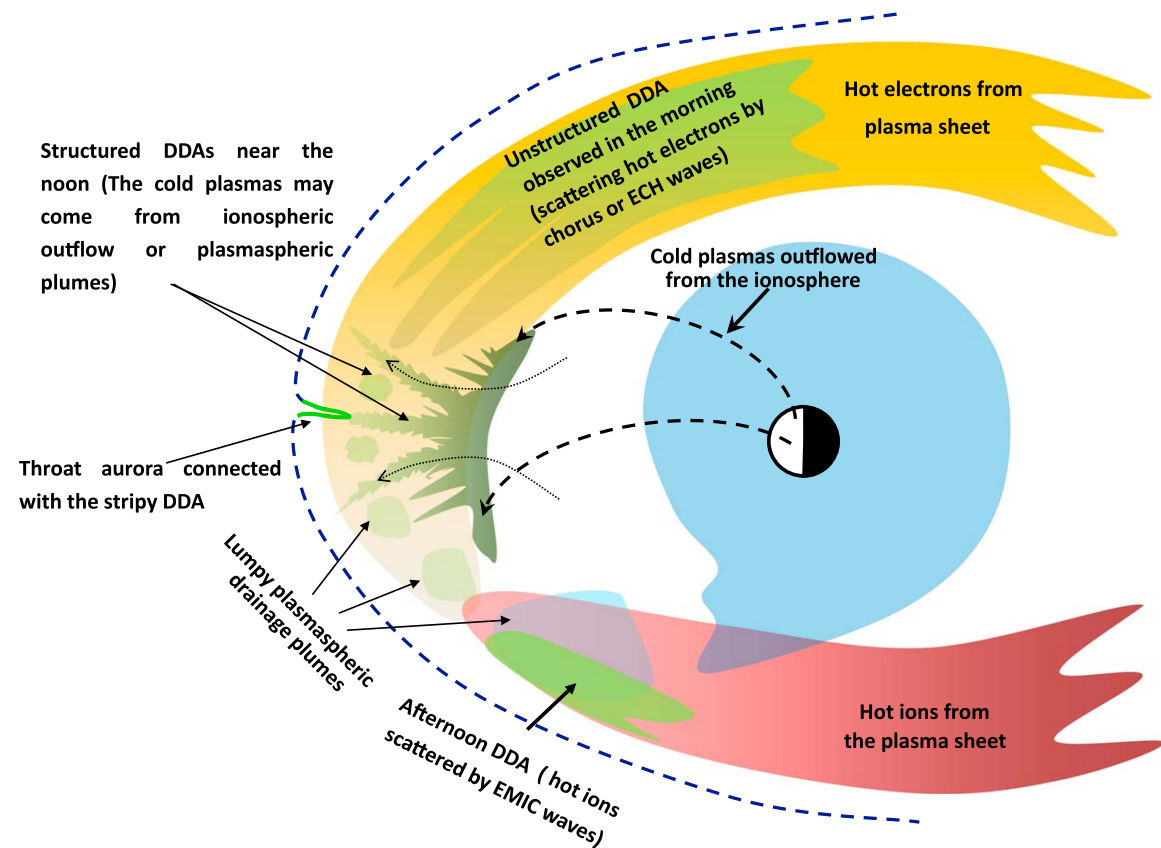 Unstructured DDA
observed in the morning
(scattering hot electrons by
chorus or ECH waves)
Hot electrons from
plasma sheet
Structured DDAs near the
noon (The cold plasmas may
come from ionospheric
outflow or plasmaspheric
plumes)
Cold plasmas outflowed
from the ionosphere
Throat aurora connected
with the stripy DDA
Lumpy plasmaspheric
drainage plumes
Afternoon DDA ( hot ions
scattered by EMIC waves)
Hot ions from
the plasma sheet